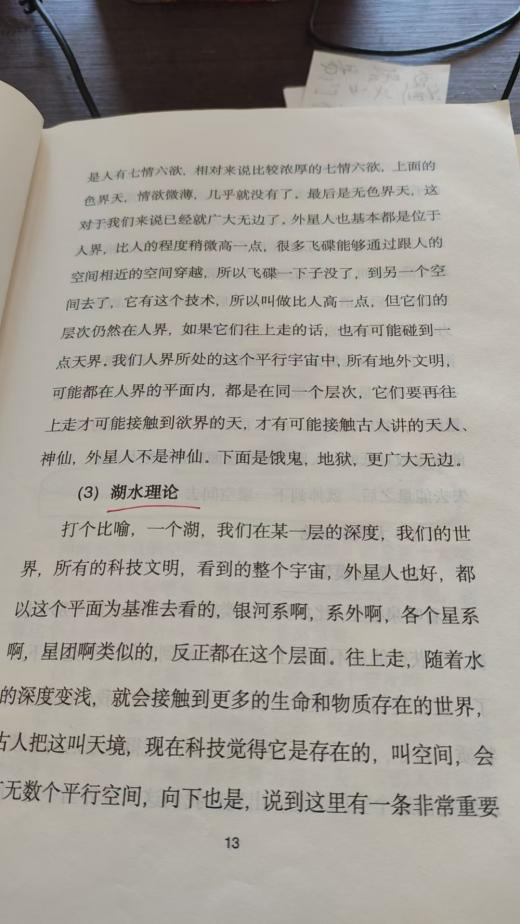 是人有七情六欲，相对来说比较浓厚的七情六欲，上面的
色界天，情欲微薄，几乎就没有了。最后是无色界天，这
对于我们来说已经就广大无边了。外星人也基本都是位于
人界，比人的程度稍微高一点，很多飞碟能够通过跟人的
空间相近的空间穿越，所以飞碟一下子没了，到另一个空
间去了，它有这个技术，所以叫做比人高一点，但它们的
层次仍然在人界，如果它们往上走的话，也有可能碰到一
点天界。我们人界所处的这个平行宇宙中，所有地外文明，
可能都在人界的平面内，都是在同一个层次，它们要再往
上走才可能接触到欲界的天，才有可能接触古人讲的天人、
神仙，外星人不是神仙。下面是饿鬼，地狱，更广大无边。
(3) 湖水理论
打个比喻，一个湖，我们在某一层的深度，我们的世
界，所有的科技文明，看到的整个宇宙，外星人也好，都
以这个平面为基准去看的，银河系啊，系外啊，各个星系
啊，星团啊类似的，反正都在这个层面。往上走，随着水
的深度变浅，就会接触到更多的生命和物质存在的世界，
古人把这叫天境，现在科技觉得它是存在的，叫空间，会
无数个平行空间，向下也是，说到这里有一条非常重要
13